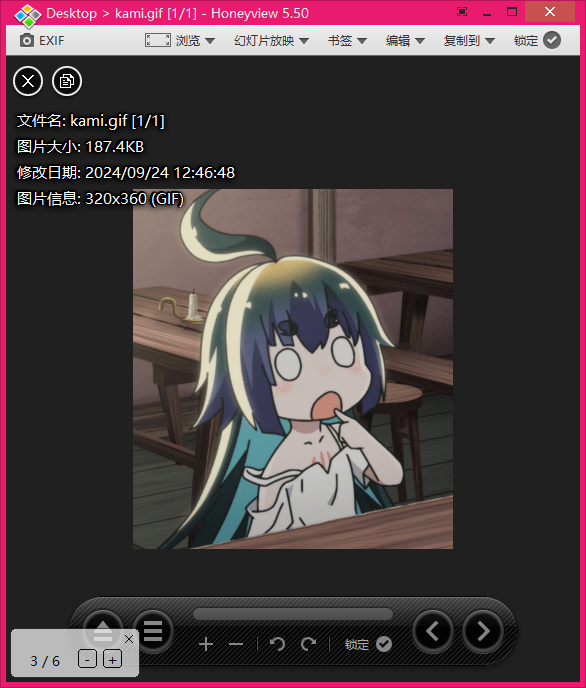 Desktop > kami.gif [1/1] - Honeyview 5.50
EXIF 浏览 幻灯片放映 书签 编辑 复制到 锁定
文件名: kami.gif [1/1]
图片大小: 187.4KB
修改日期: 2024/09/24 12:46:48
图片信息: 320x360 (GIF)
锁定
3 / 6 - +